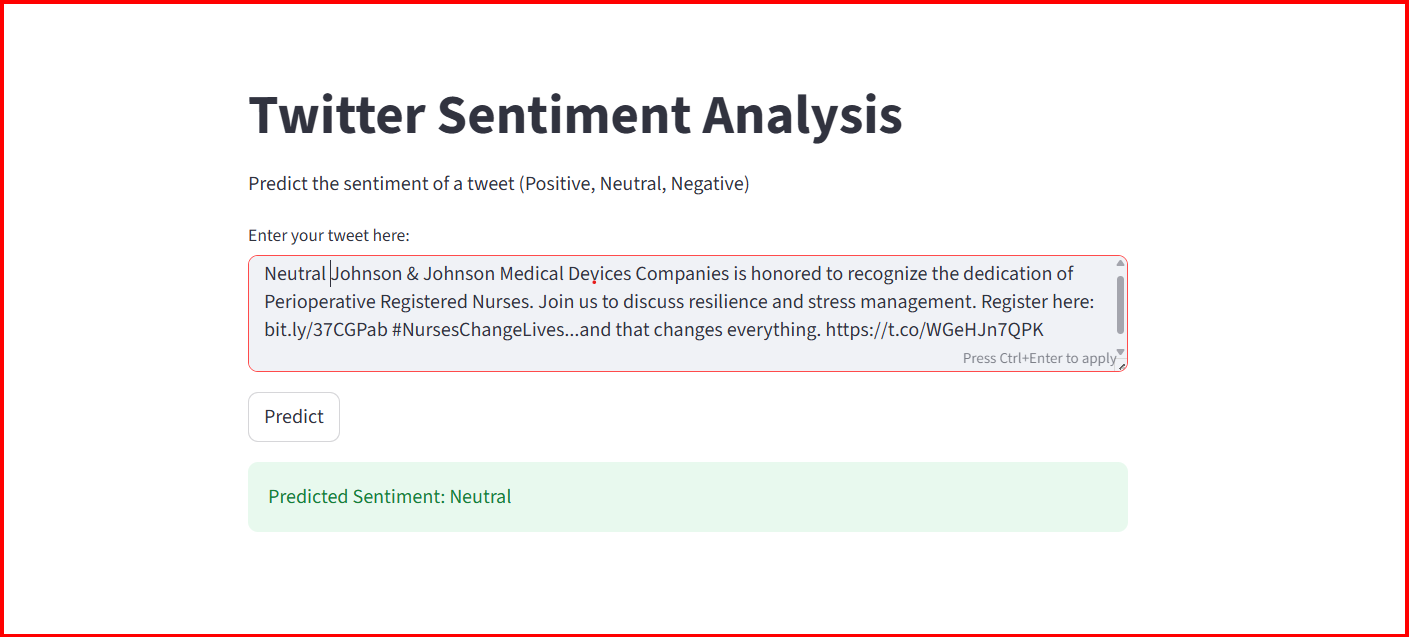 Twitter Sentiment Analysis
Predict the sentiment of a tweet (Positive, Neutral, Negative)
Enter your tweet here:
Neutral Johnson & Johnson Medical Devices Companies is honored to recognize the dedication of
Perioperative Registered Nurses. Join us to discuss resilience and stress management. Register here:
bit.ly/37CGPab #NursesChangeLives...and that changes everything. https://t.co/WGeHJn7QPK
Press Ctrl+Enter to apply
Predict
Predicted Sentiment: Neutral